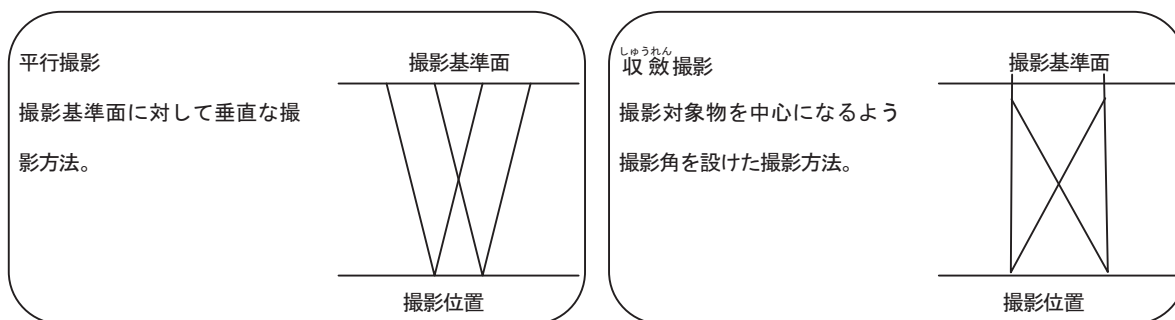 平行撮影
撮影基準面
撮影基準面に対して垂直な撮
影方法。
撮影位置
しゅうれん
収斂撮影
撮影基準面
撮影対象物を中心になるよう
撮影角を設けた撮影方法。
撮影位置